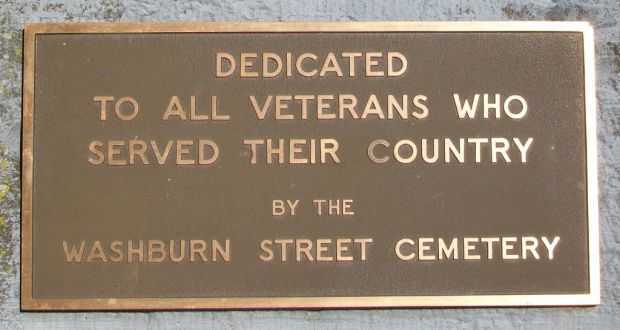 DEDICATED
TO ALL VETERANS WHO
SERVED THEIR COUNTRY
BY THE
WASHBURN STREET CEMETERY